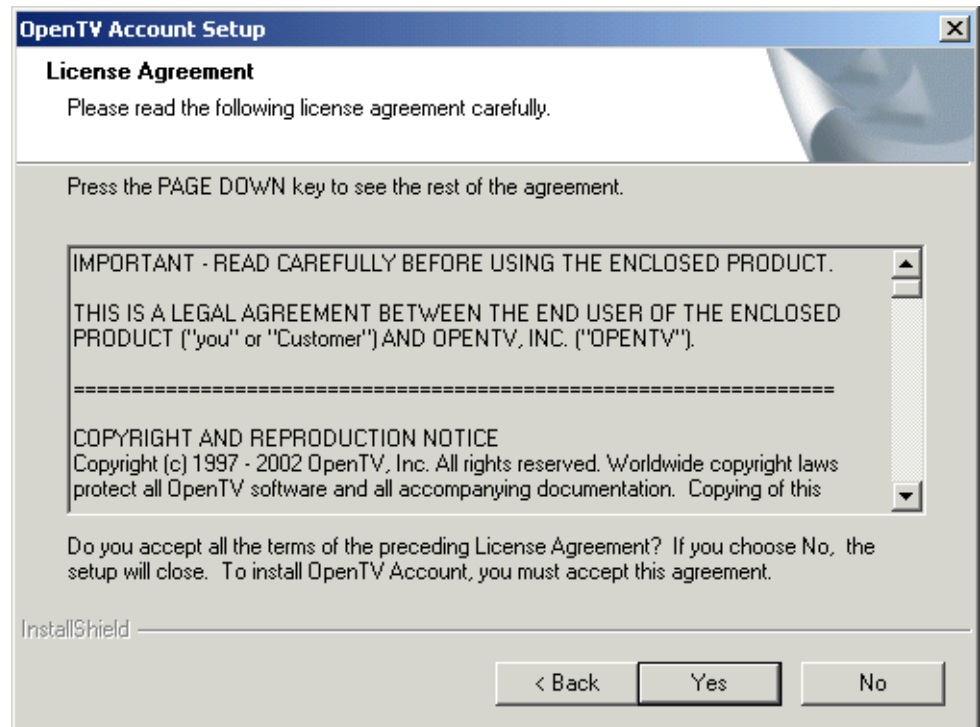 OpenTV Account Setup
License Agreement
Please read the following license agreement carefully.
Press the PAGE DOWN key to see the rest of the agreement.
IMPORTANT - READ CAREFULLY BEFORE USING THE ENCLOSED PRODUCT.
THIS IS A LEGAL AGREEMENT BETWEEN THE END USER OF THE ENCLOSED
PRODUCT ("you" or "Customer") AND OPENTV, INC. ("OPENTV").
==================================================================
COPYRIGHT AND REPRODUCTION NOTICE
Copyright (c) 1997 - 2002 OpenTV, Inc. All rights reserved. Worldwide copyright laws
protect all OpenTV software and all accompanying documentation.  Copying of this
Do you accept all the terms of the preceding License Agreement?  If you choose No,  the
setup will close.  To install OpenTV Account, you must accept this agreement.
InstallShield
< Back
Yes
No